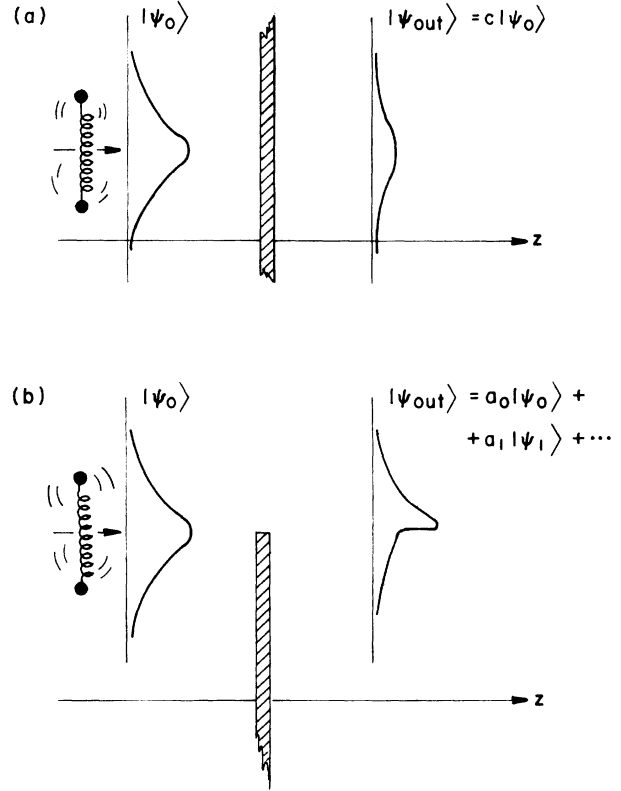 (a) |ψ₀⟩ |ψout⟩ = c|ψ₀⟩
z
(b) |ψ₀⟩ |ψout⟩ = a₀|ψ₀⟩ +
+ a₁|ψ₁⟩ + ···
z